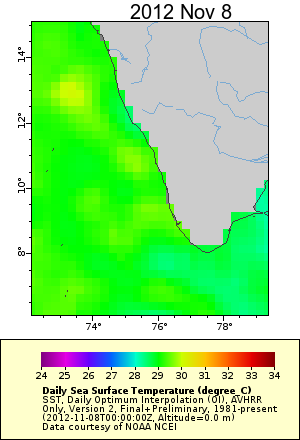 2012 Nov 8
14°
12°
10°
8°
74° 76° 78°
24 25 26 27 28 29 30 31 32 33 34
Daily Sea Surface Temperature (degree_C)
SST, Daily Optimum Interpolation (OI), AVHRR
Only, Version 2, Final+Preliminary, 1981-present
(2012-11-08T00:00:00Z, Altitude=0.0 m)
Data courtesy of NOAA NCEI